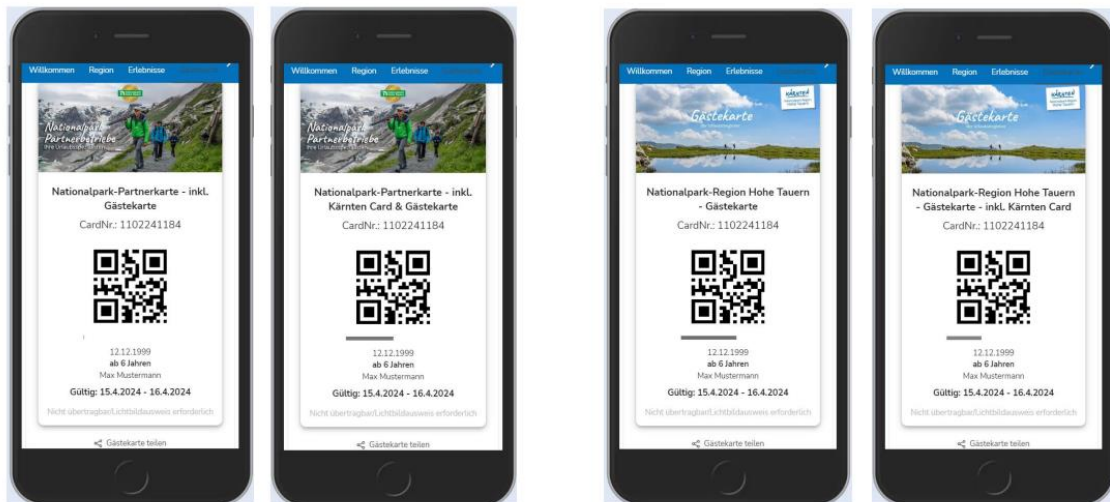 Willkommen Region Erlebnisse
Nationalpark
Partnerbetriebe
Nationalpark-Partnerkarte - inkl.
Gästekarte
CardNr.: 1102241184
12.12.1999
ab 6 Jahren
Max Mustermann
Gültig: 15.4.2024 - 16.4.2024
Nicht übertragbar/Lichtbildausweis erforderlich
Gästekarte teilen
Willkommen Region Erlebnisse
Nationalpark
Partnerbetriebe
Nationalpark-Partnerkarte - inkl.
Kärnten Card & Gästekarte
CardNr.: 1102241184
12.12.1999
ab 6 Jahren
Max Mustermann
Gültig: 15.4.2024 - 16.4.2024
Nicht übertragbar/Lichtbildausweis erforderlich
Gästekarte teilen
Willkommen Region Erlebnisse
KÄRNTEN
Gästekarte
Nationalpark-Region Hohe Tauern
- Gästekarte
CardNr.: 1102241184
12.12.1999
ab 6 Jahren
Max Mustermann
Gültig: 15.4.2024 - 16.4.2024
Nicht übertragbar/Lichtbildausweis erforderlich
Gästekarte teilen
Willkommen Region Erlebnisse
KÄRNTEN
Gästekarte
Nationalpark-Region Hohe Tauern
- Gästekarte - inkl. Kärnten Card
CardNr.: 1102241184
12.12.1999
ab 6 Jahren
Max Mustermann
Gültig: 15.4.2024 - 16.4.2024
Nicht übertragbar/Lichtbildausweis erforderlich
Gästekarte teilen